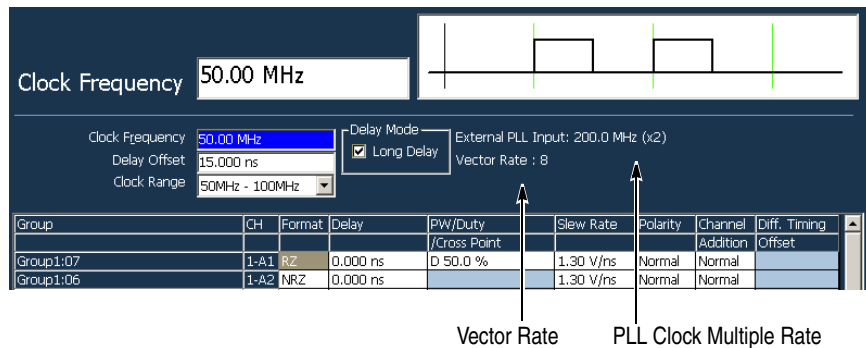 Clock Frequency 50.00 MHz
Clock Frequency 50.00 MHz
Delay Offset 15.000 ns
Clock Range 50MHz - 100MHz
Delay Mode
Long Delay
External PLL Input: 200.0 MHz (x2)
Vector Rate : 8
Group CH Format Delay PW/Duty Slew Rate Polarity Channel Diff. Timing
/Cross Point Addition Offset
Group1:07 1-A1 RZ 0.000 ns D 50.0 % 1.30 V/ns Normal Normal
Group1:06 1-A2 NRZ 0.000 ns 1.30 V/ns Normal Normal
Vector Rate PLL Clock Multiple Rate